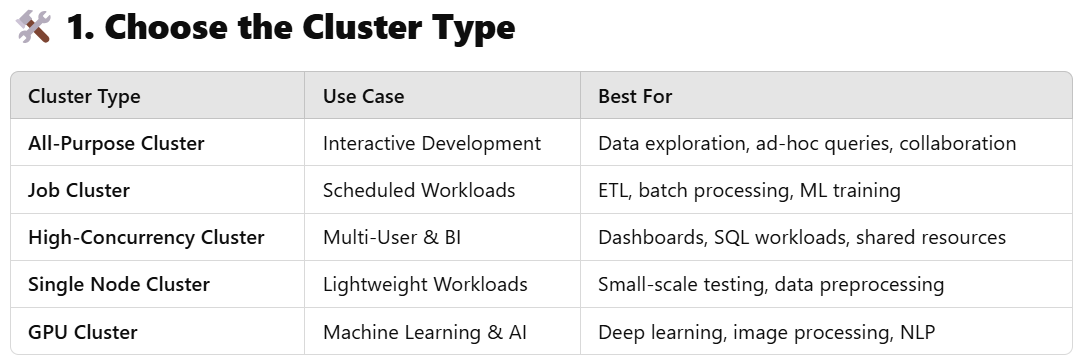 🛠️ 1. Choose the Cluster Type
Cluster Type Use Case Best For
All-Purpose Cluster Interactive Development Data exploration, ad-hoc queries, collaboration
Job Cluster Scheduled Workloads ETL, batch processing, ML training
High-Concurrency Cluster Multi-User & BI Dashboards, SQL workloads, shared resources
Single Node Cluster Lightweight Workloads Small-scale testing, data preprocessing
GPU Cluster Machine Learning & AI Deep learning, image processing, NLP